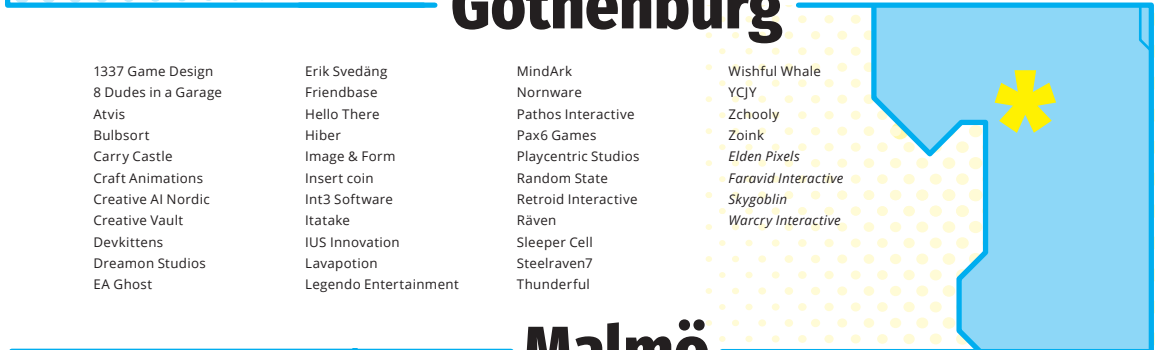 Gothenburg
1337 Game Design
8 Dudes in a Garage
Atvis
Bulbsort
Carry Castle
Craft Animations
Creative AI Nordic
Creative Vault
Devkittens
Dreamon Studios
EA Ghost
Erik Svedäng
Friendbase
Hello There
Hiber
Image & Form
Insert coin
Int3 Software
Itatake
IUS Innovation
Lavapotion
Legendo Entertainment
MindArk
Nornware
Pathos Interactive
Pax6 Games
Playcentric Studios
Random State
Retroid Interactive
Räven
Sleeper Cell
Steelraven7
Thunderful
Wishful Whale
YCJY
Zchooly
Zoink
Elden Pixels
Faravid Interactive
Skygoblin
Warcry Interactive
Malmö